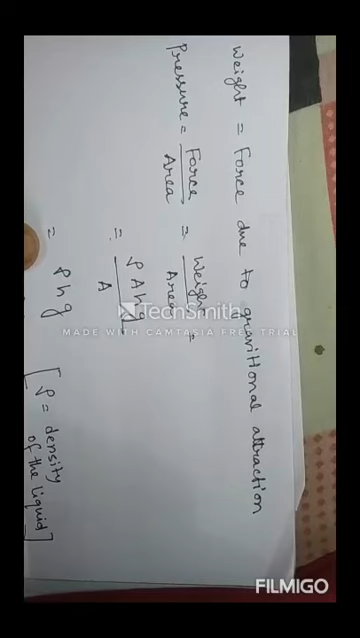 Weight = Force due to gravittional attraction
Pressure = Force / Area = Weight / Area =
= ρAhg / A
= ρhg [ρ = density of the liquid]
TechSmith
MADE WITH CAMTASIA FREE TRIAL
FILMIGO